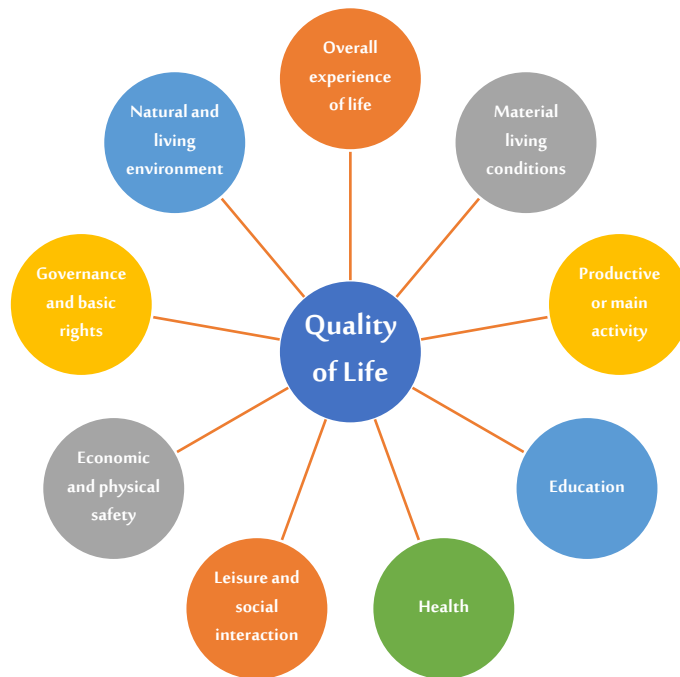 Overall
experience
of life
Material
living
conditions
Productive
or main
activity
Education
Health
Leisure and
social
interaction
Economic
and physical
safety
Governance
and basic
rights
Natural and
living
environment
Quality
of Life